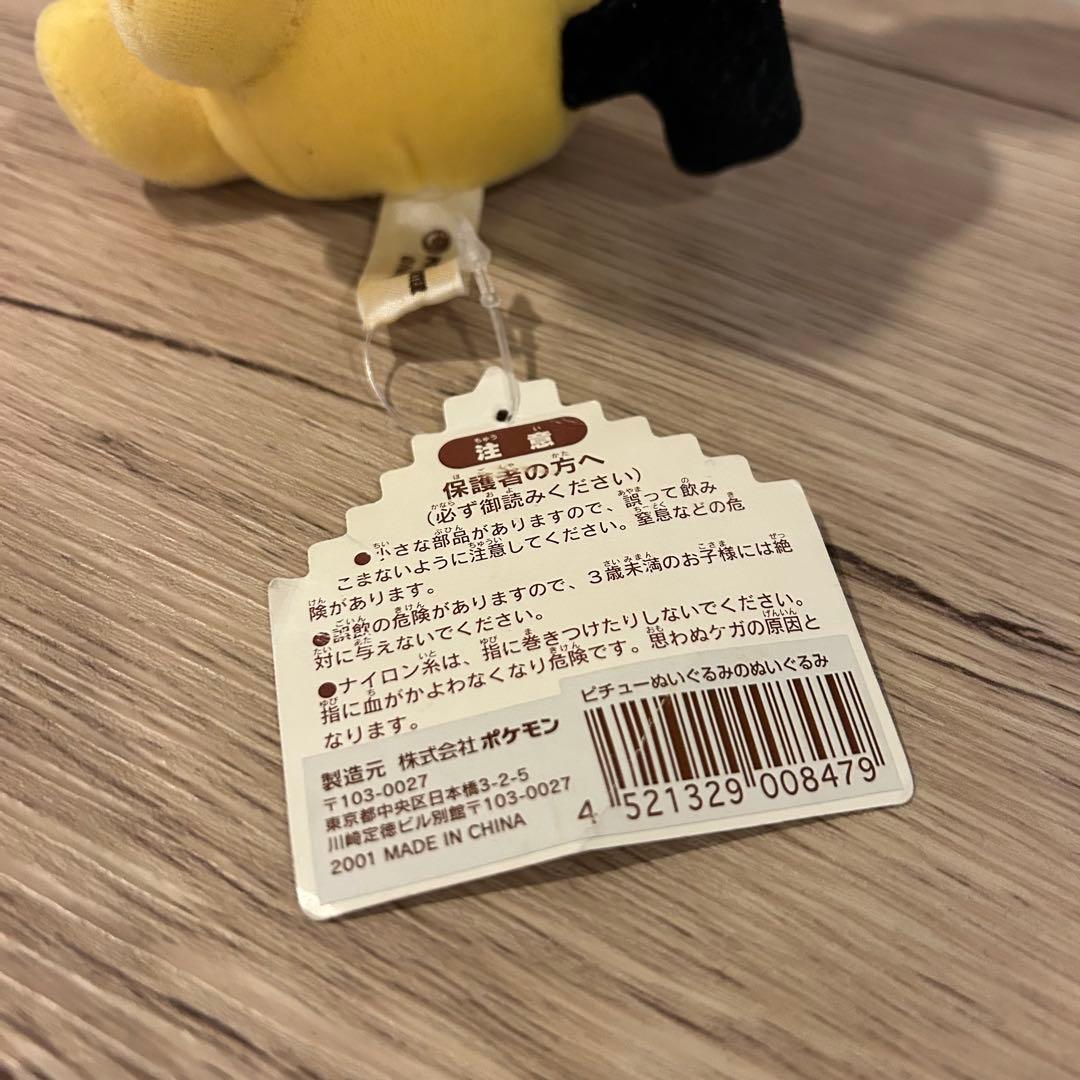 注意
保護者の方へ
(必ず御読みください)
●小さな部品がありますので、誤って飲み
こまないように注意してください。窒息などの危
険があります。
●誤飲の危険がありますので、3歳未満のお子様には絶
対に与えないでください。
●ナイロン糸は、指に巻きつけたりしないでください。
指に血がかよわなくなり危険です。思わぬケガの原因と
なります。
ピチューぬいぐるみのぬいぐるみ
4 521329 008479
製造元 株式会社ポケモン
〒103-0027
東京都中央区日本橋3-2-5
川崎定徳ビル別館〒103-0027
2001 MADE IN CHINA